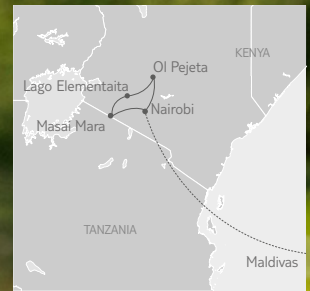 KENYA
Ol Pejeta
Lago Elementaita
Nairobi
Masai Mara
TANZANIA
Maldivas